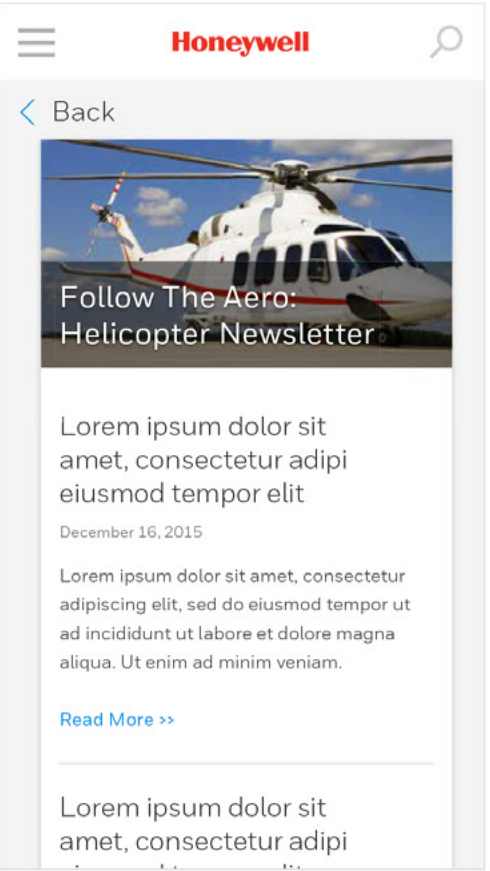 Honeywell
Back
Follow The Aero:
Helicopter Newsletter
Lorem ipsum dolor sit
amet, consectetur adipi
eiusmod tempor elit
December 16, 2015
Lorem ipsum dolor sit amet, consectetur
adipiscing elit, sed do eiusmod tempor ut
ad incididunt ut labore et dolore magna
aliqua. Ut enim ad minim veniam.
Read More >>
Lorem ipsum dolor sit
amet, consectetur adipi